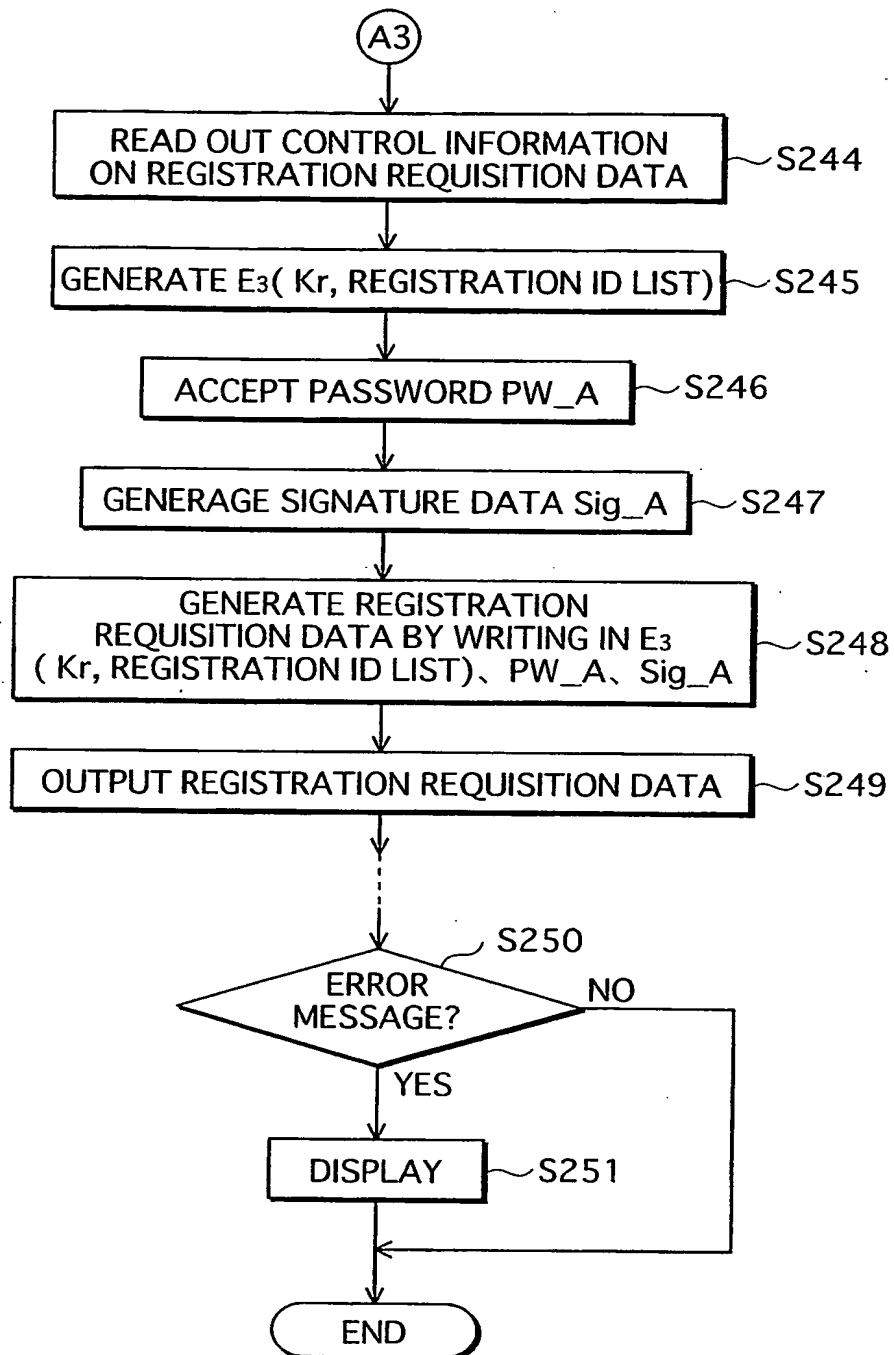 A3
READ OUT CONTROL INFORMATION
ON REGISTRATION REQUISITION DATA
S244
GENERATE E3( Kr, REGISTRATION ID LIST)
S245
ACCEPT PASSWORD PW_A
S246
GENERAGE SIGNATURE DATA Sig_A
S247
GENERATE REGISTRATION
REQUISITION DATA BY WRITING IN E3
( Kr, REGISTRATION ID LIST)、PW_A、Sig_A
S248
OUTPUT REGISTRATION REQUISITION DATA
S249
S250
ERROR
MESSAGE?
NO
YES
DISPLAY
S251
END